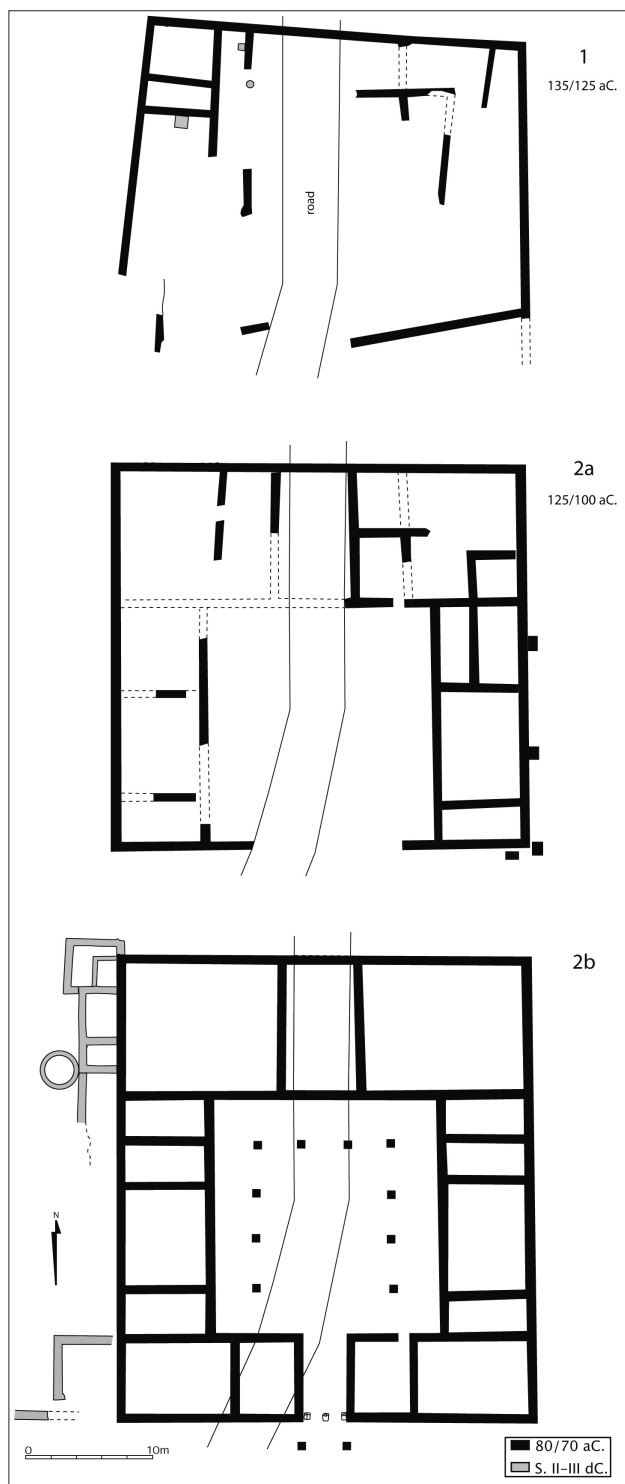 1
135/125 aC.
road
2a
125/100 aC.
2b
N
0 10m
80/70 aC.
S. II-III dC.